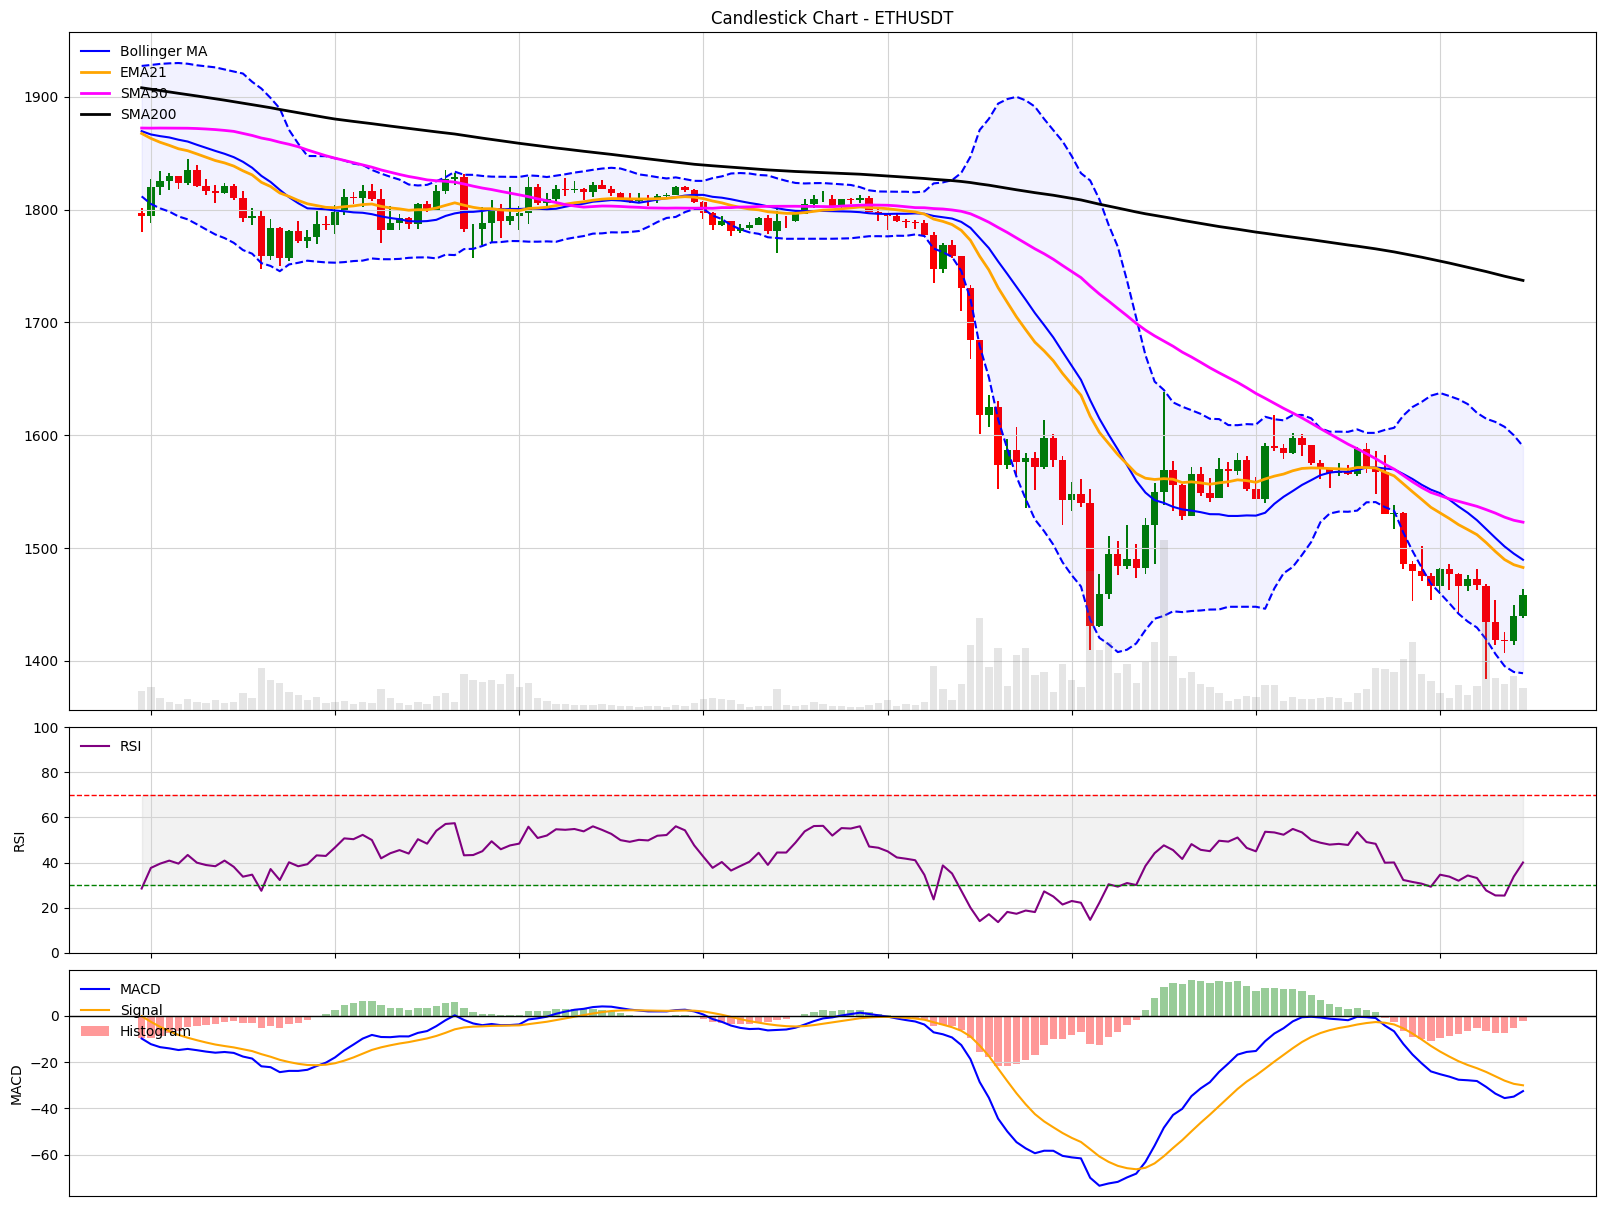 Candlestick Chart - ETHUSDT
Bollinger MA
EMA21
SMA50
SMA200
1900
1800
1700
1600
1500
1400
RSI
100
80
60
40
20
0
RSI
MACD
Signal
Histogram
0
−20
−40
−60
MACD